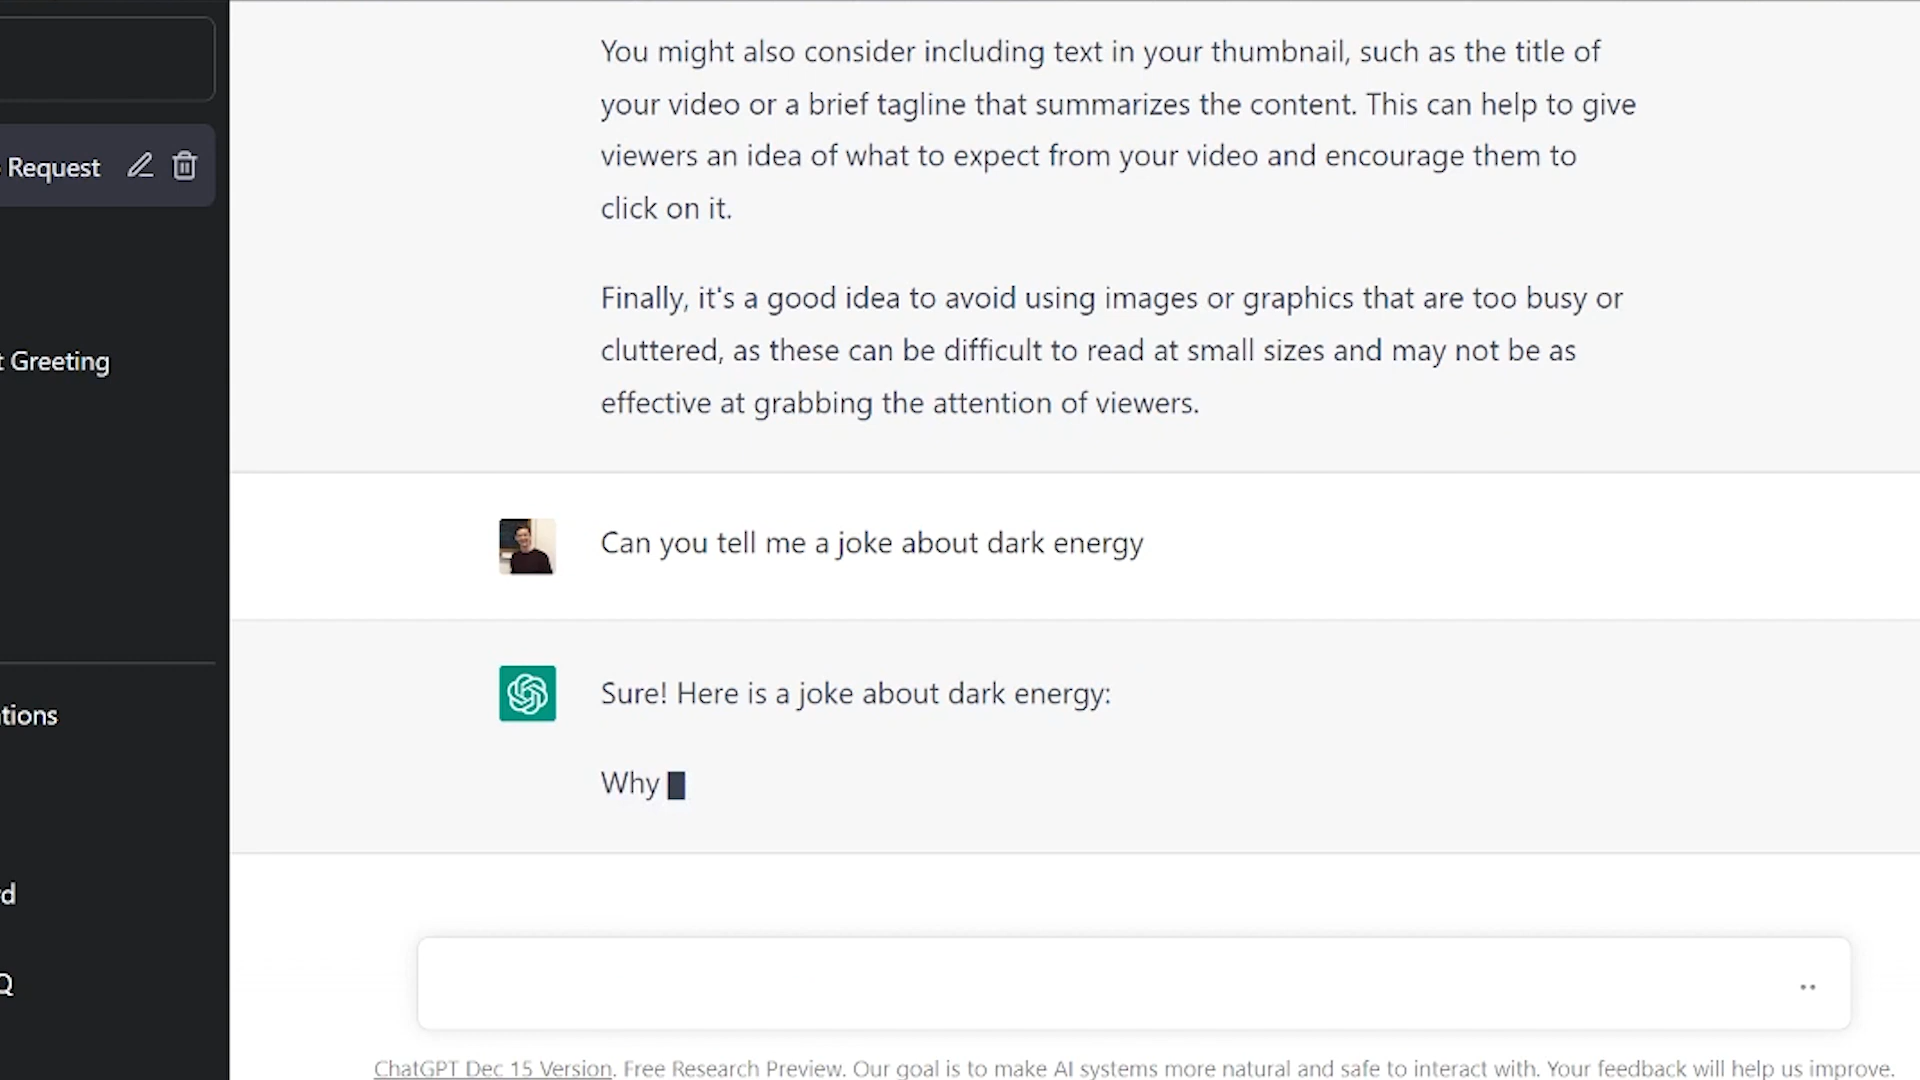 You might also consider including text in your thumbnail, such as the title of
your video or a brief tagline that summarizes the content. This can help to give
viewers an idea of what to expect from your video and encourage them to
click on it.
Finally, it's a good idea to avoid using images or graphics that are too busy or
cluttered, as these can be difficult to read at small sizes and may not be as
effective at grabbing the attention of viewers.
Request
t Greeting
Can you tell me a joke about dark energy
Sure! Here is a joke about dark energy:
tions
Why
d
Q
ChatGPT Dec 15 Version. Free Research Preview. Our goal is to make AI systems more natural and safe to interact with. Your feedback will help us improve.